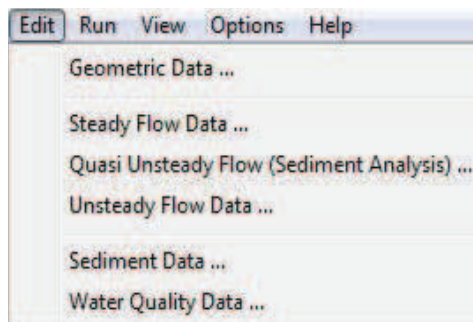 Edit Run View Options Help
Geometric Data ...
Steady Flow Data ...
Quasi Unsteady Flow (Sediment Analysis) ...
Unsteady Flow Data ...
Sediment Data ...
Water Quality Data ...